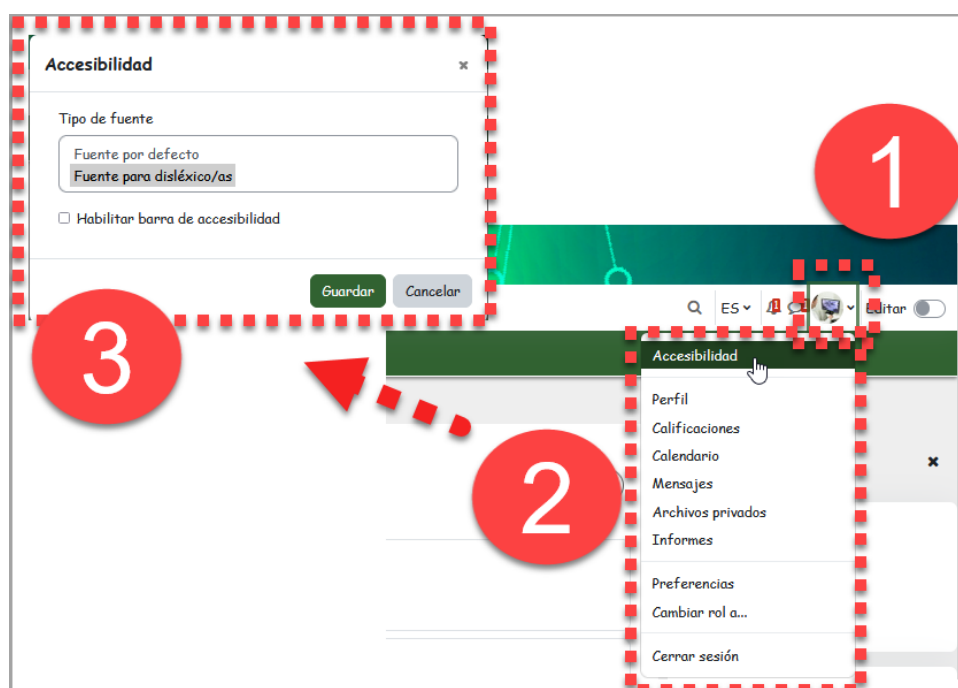 Accesibilidad
×
Tipo de fuente
Fuente por defecto
Fuente para disléxico/as
Habilitar barra de accesibilidad
Guardar Cancelar
1
3
ES
1
Editar
2
Accesibilidad
Perfil
Calificaciones
Calendario
Mensajes
Archivos privados
Informes
Preferencias
Cambiar rol a...
Cerrar sesión